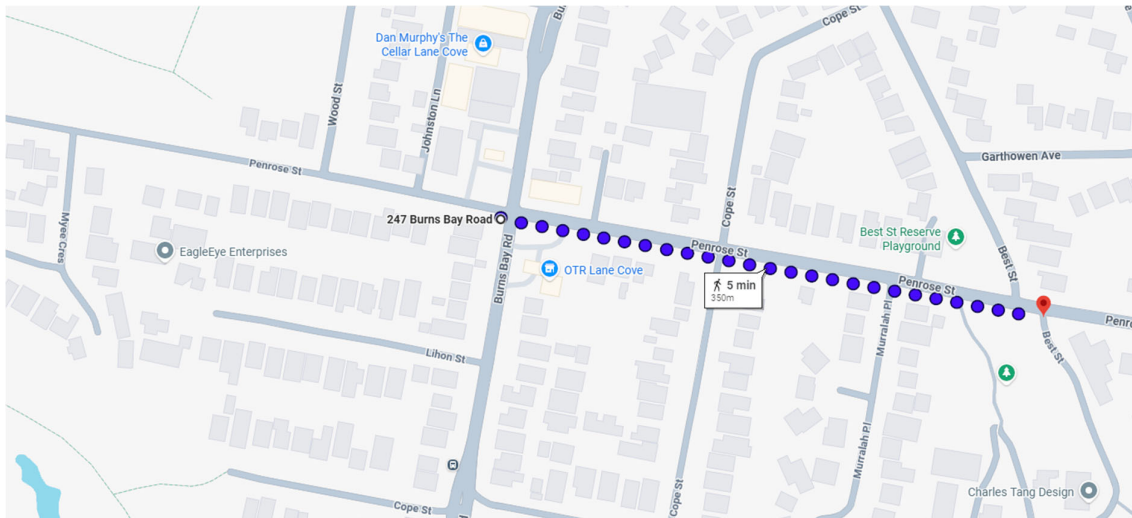 Cope St
Bu
Dan Murphy's The
Cellar Lane Cove
Wood St
Johnston Ln
Garthowen Ave
Penrose St
Cope St
247 Burns Bay Road
Myee Cres
EagleEye Enterprises
Best St Reserve
Playground
Penrose St
Best St
OTR Lane Cove
Burns Bay Rd
5 min
350m
Penrose St
Murralah Pl
Penro
Best St
Lihon St
Murralah Pl
Cope St
Charles Tang Design
Cope St